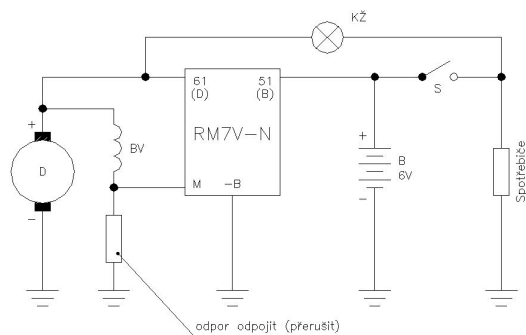 KŽ
61
(D)
51
(B)
S
+
BV
RM7V-N
+
D
B
6V
Spotřebiče
M
-B
-
-
odpor odpojit (přerušit)